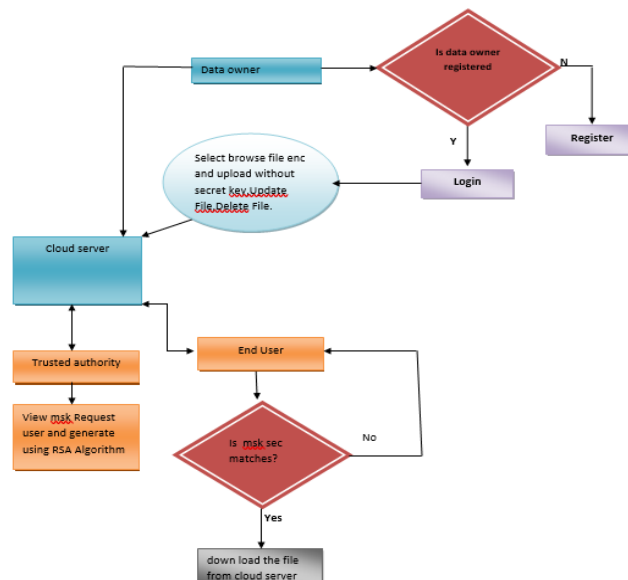 Is data owner
registered
Data owner
N
Y
Register
Login
Select browse file enc
and upload without
secret key,Update
File,Delete File.
Cloud server
Trusted authority
End User
View msk Request
user and generate
using RSA Algorithm
Is msk sec
matches?
No
Yes
down load the file
from cloud server